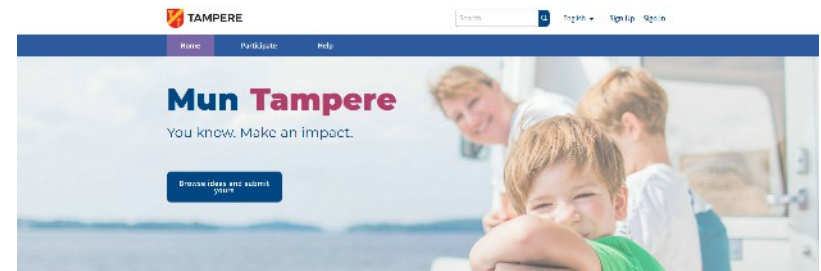 TAMPERE
Search
English
Sign Up Sign In
Home Participate Help
Mun Tampere
You know. Make an impact.
Browse ideas and submit
yours